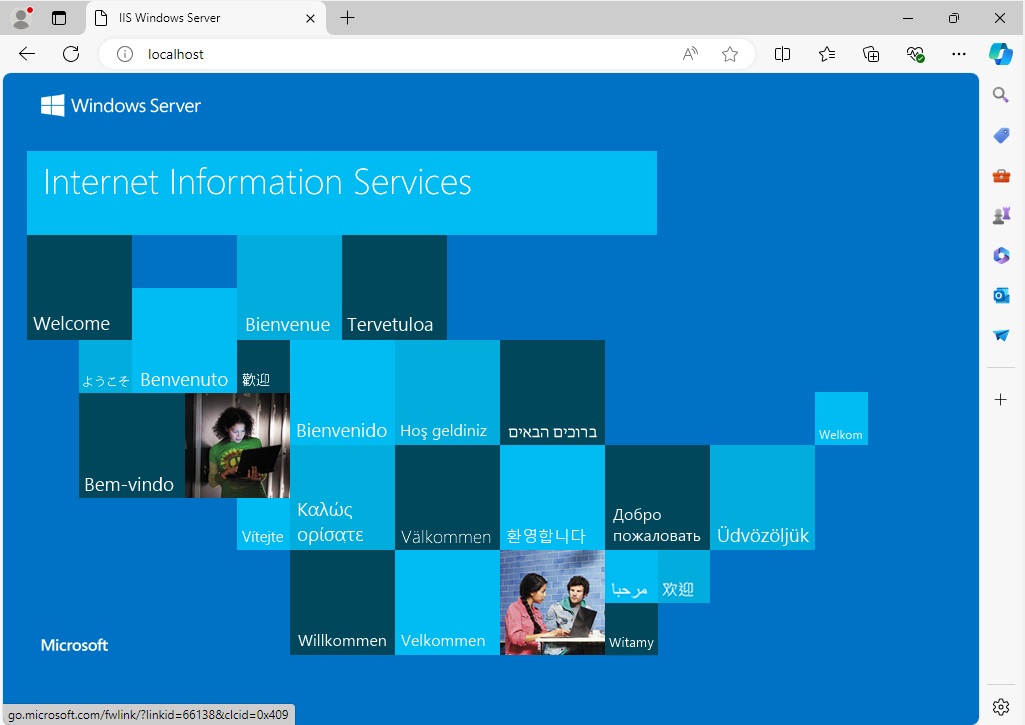 IIS Windows Server
localhost
Windows Server
Internet Information Services
Welcome
Bienvenue
Tervetuloa
ようこそ
Benvenuto
歡迎
Bienvenido
Hoş geldiniz
ברוכים הבאים
Welkom
Bem-vindo
Vítejte
Καλώς
ορίσατε
Välkommen
환영합니다
Добро
пожаловать
Üdvözöljük
مرحبا
欢迎
Willkommen
Velkommen
Witamy
Microsoft
go.microsoft.com/fwlink/?linkid=66138&clcid=0x409